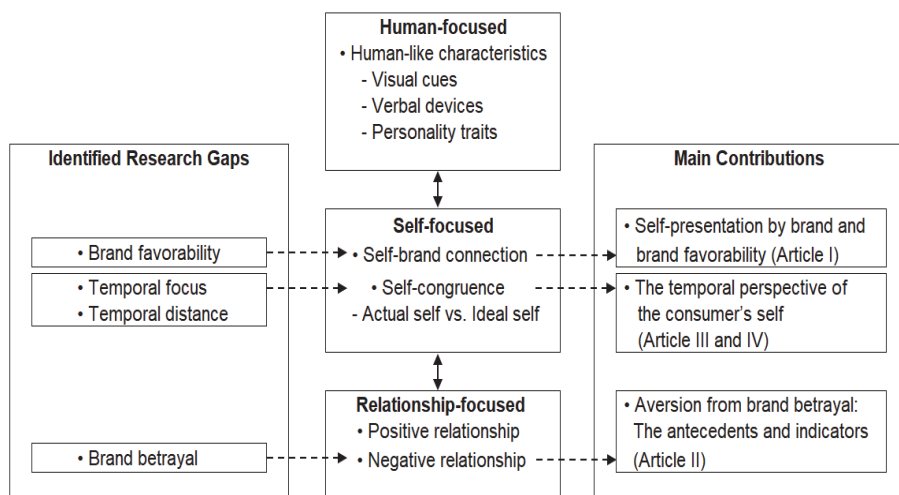 Human-focused
• Human-like characteristics
- Visual cues
- Verbal devices
- Personality traits
Identified Research Gaps
• Brand favorability
• Temporal focus
• Temporal distance
• Brand betrayal
Self-focused
• Self-brand connection
• Self-congruence
- Actual self vs. Ideal self
Relationship-focused
• Positive relationship
• Negative relationship
Main Contributions
• Self-presentation by brand and
brand favorability (Article I)
• The temporal perspective of
the consumer's self
(Article III and IV)
• Aversion from brand betrayal:
The antecedents and indicators
(Article II)